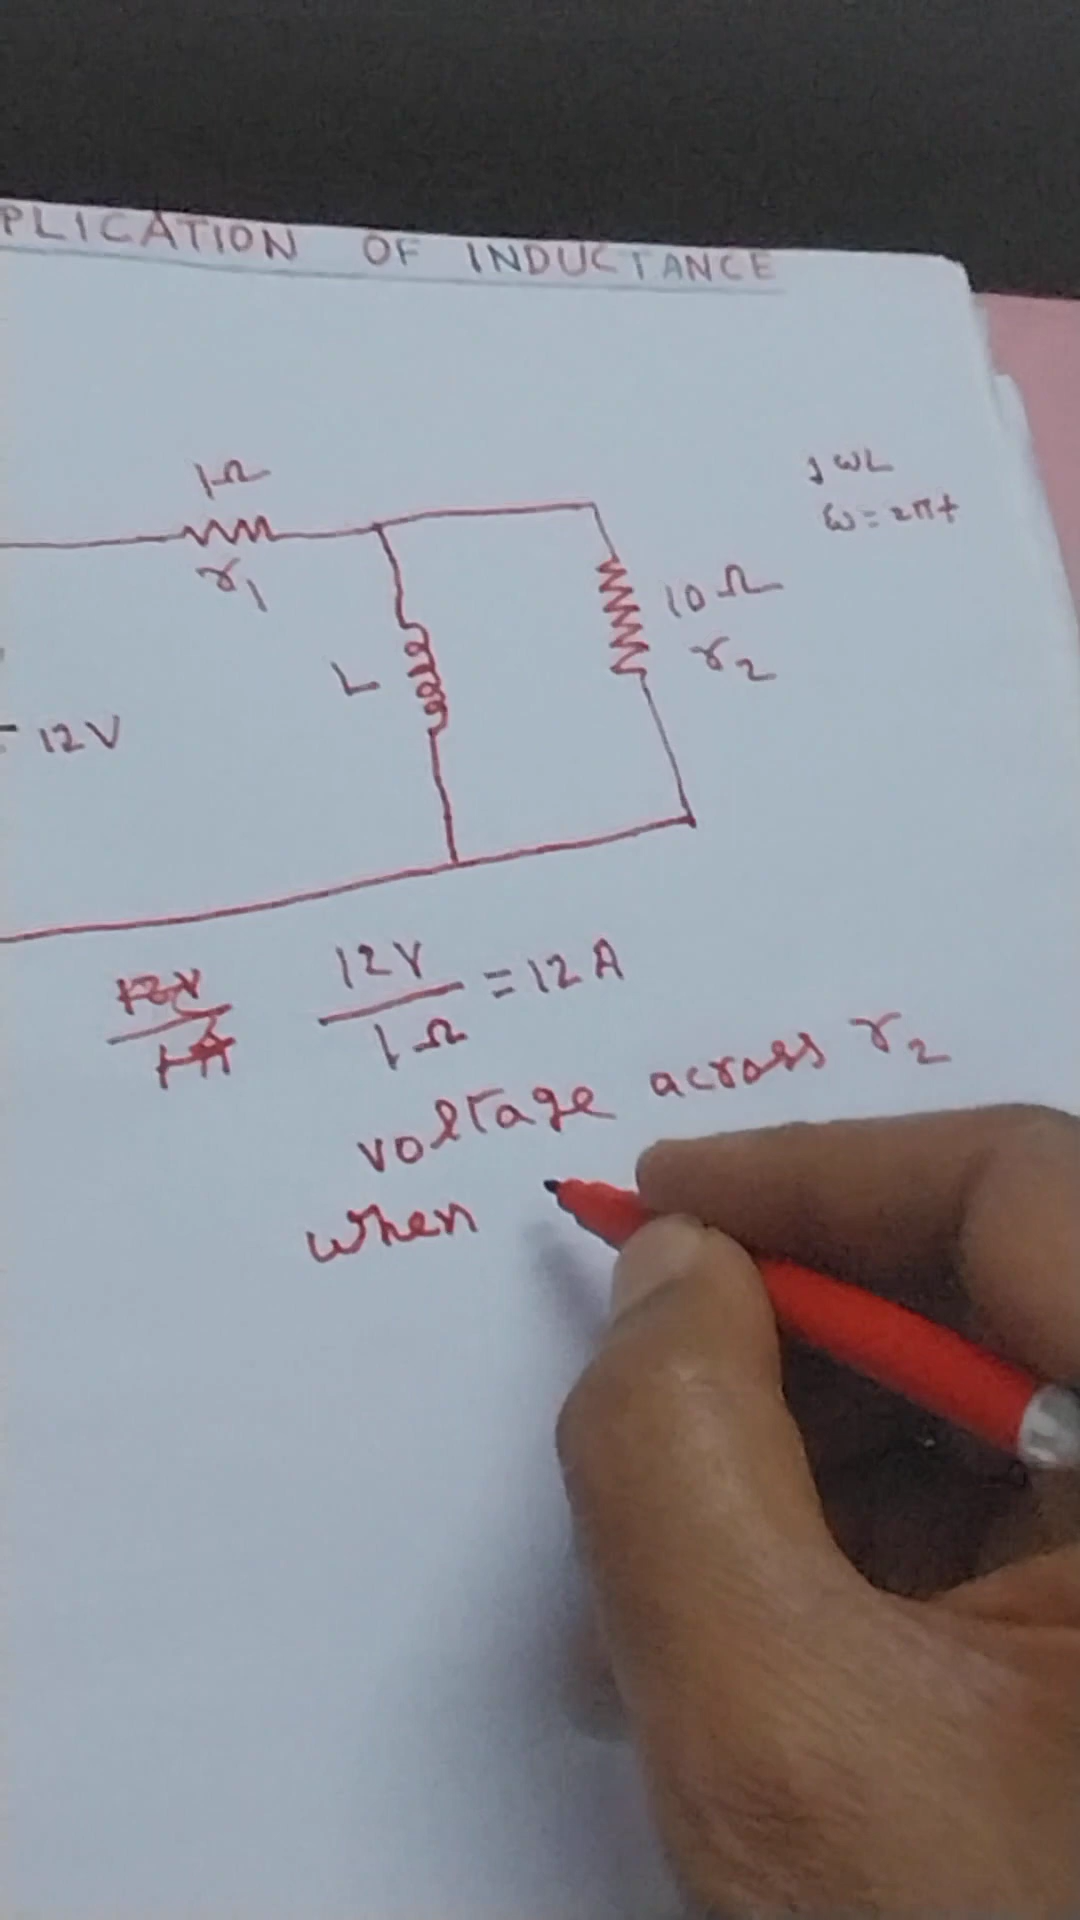 PLICATION OF INDUCTANCE
1Ω
r1
jωL
ω=2πf
10Ω
r2
L
12V
12V
1Ω
=12A
voltage across r2
when